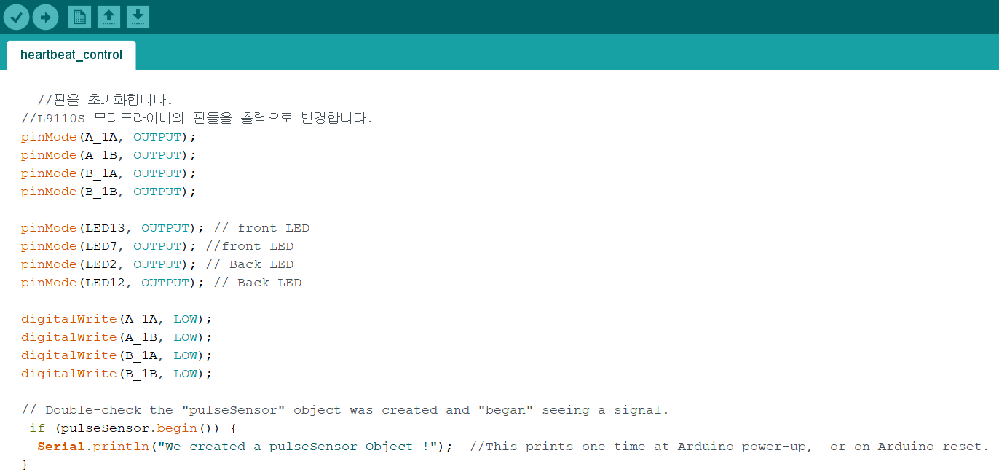 heartbeat_control
//핀을 초기화합니다.
//L9110S 모터드라이버의 핀들을 출력으로 변경합니다.
pinMode(A_1A, OUTPUT);
pinMode(A_1B, OUTPUT);
pinMode(B_1A, OUTPUT);
pinMode(B_1B, OUTPUT);
pinMode(LED13, OUTPUT); // front LED
pinMode(LED7, OUTPUT); //front LED
pinMode(LED2, OUTPUT); // Back LED
pinMode(LED12, OUTPUT); // Back LED
digitalWrite(A_1A, LOW);
digitalWrite(A_1B, LOW);
digitalWrite(B_1A, LOW);
digitalWrite(B_1B, LOW);
// Double-check the "pulseSensor" object was created and "began" seeing a signal.
if (pulseSensor.begin()) {
Serial.println("We created a pulseSensor Object !");  //This prints one time at Arduino power-up,  or on Arduino reset.
}